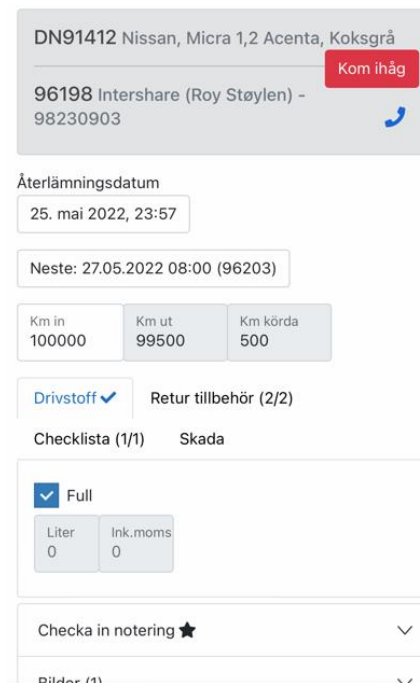 DN91412 Nissan, Micra 1,2 Acenta, Koksgrå
Kom ihåg
96198 Intershare (Roy Støylen) -
98230903
Återlämningsdatum
25. mai 2022, 23:57
Neste: 27.05.2022 08:00 (96203)
Km in
100000
Km ut
99500
Km körda
500
Drivstoff
Retur tillbehör (2/2)
Checklista (1/1)
Skada
Full
Liter
0
Ink.moms
0
Checka in notering
Bilder (1)